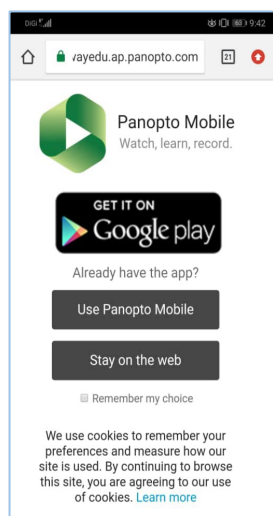 DiGi 60 9:42
vayedu.ap.panopto.com 21
Panopto Mobile
Watch, learn, record.
GET IT ON
Google play
Already have the app?
Use Panopto Mobile
Stay on the web
Remember my choice
We use cookies to remember your
preferences and measure how our
site is used. By continuing to browse
this site, you are agreeing to our use
of cookies. Learn more